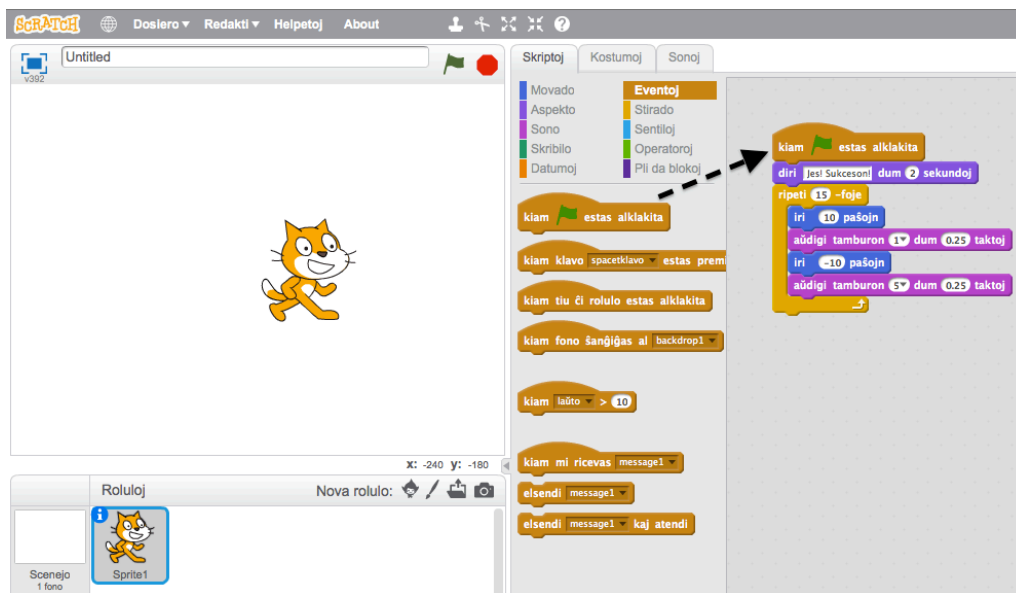 SCRATCH Dosiero Redakti Helpetoj About
v392
Untitled
x: -240 y: -180
Roluloj Nova rolulo:
Scenejo
1 fono
Sprite1
Skriptoj Kostumoj Sonoj
Movado Eventoj
Aspekto Stirado
Sono Sentiloj
Skribilo Operatoroj
Datumoj Pli da blokoj
kiam estas alklakita
kiam klavo spacetklavo estas premi
kiam tiu ĉi rolulo estas alklakita
kiam fono ŝanĝiĝas al backdrop1
kiam laŭto > 10
kiam mi ricevas message1
elsendi message1
elsendi message1 kaj atendi
kiam estas alklakita
diri Jes! Sukceson! dum 2 sekundoj
ripeti 15 -foje
iri 10 paŝojn
aŭdigi tamburon 1 dum 0.25 taktoj
iri -10 paŝojn
aŭdigi tamburon 5 dum 0.25 taktoj